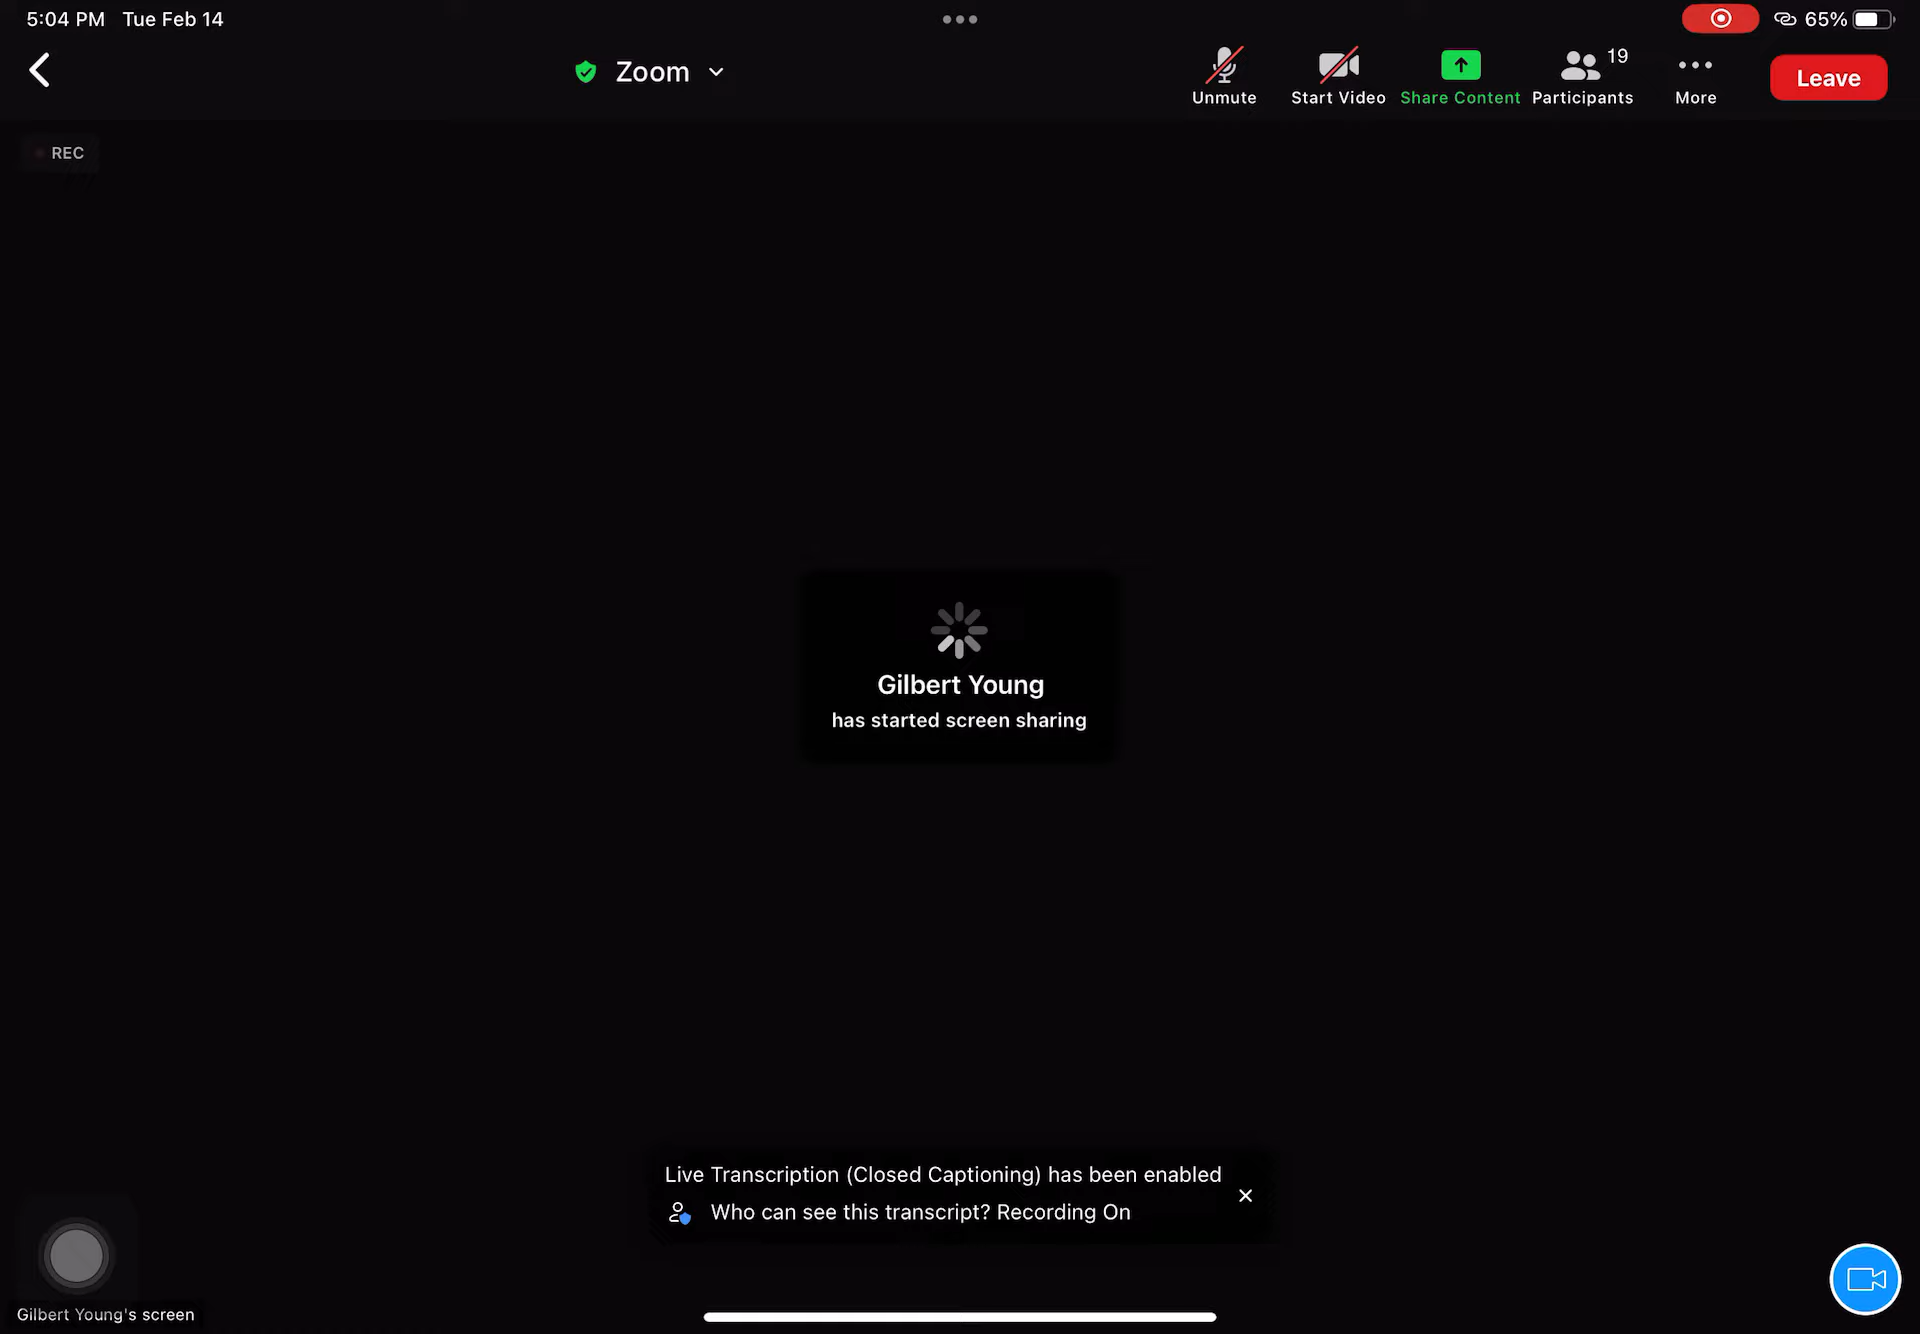 5:04 PM Tue Feb 14
65%
Zoom
Unmute
Start Video
Share Content
Participants
19
More
Leave
REC
Gilbert Young
has started screen sharing
Live Transcription (Closed Captioning) has been enabled
Who can see this transcript? Recording On
Gilbert Young's screen